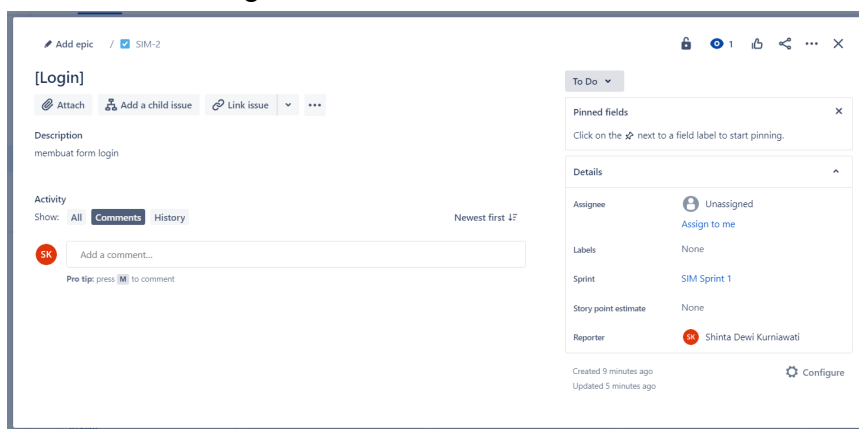 Add epic / SIM-2
1
[Login]
Attach Add a child issue Link issue
Description
membuat form login
Activity
Show: All Comments History Newest first
SK Add a comment...
Pro tip: press M to comment
To Do
Pinned fields
Click on the next to a field label to start pinning.
Details
Assignee Unassigned
Assign to me
Labels None
Sprint SIM Sprint 1
Story point estimate None
Reporter SK Shinta Dewi Kurniawati
Created 9 minutes ago Configure
Updated 5 minutes ago